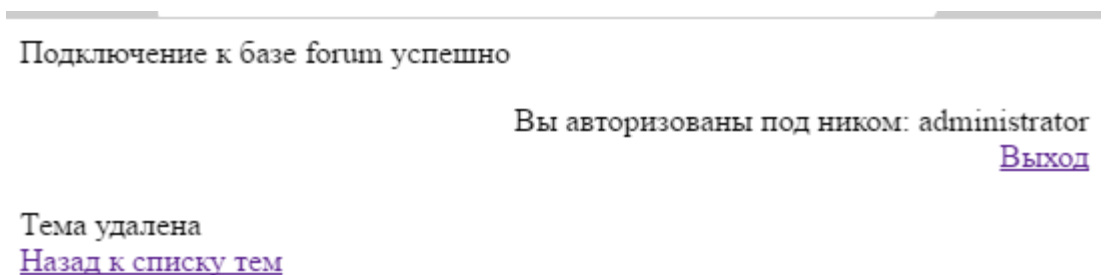 Подключение к базе forum успешно
Вы авторизованы под ником: administrator
Выход
Тема удалена
Назад к списку тем